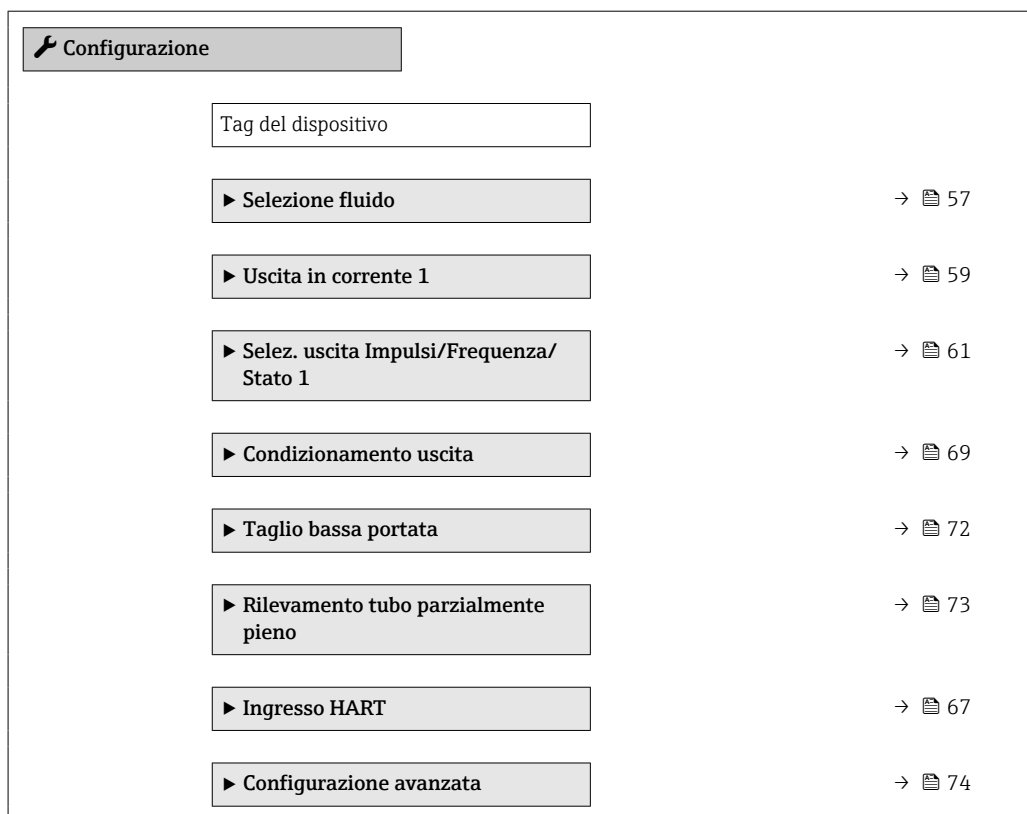 Configurazione
Tag del dispositivo
▶ Selezione fluido → 57
▶ Uscita in corrente 1 → 59
▶ Selez. uscita Impulsi/Frequenza/ → 61
Stato 1
▶ Condizionamento uscita → 69
▶ Taglio bassa portata → 72
▶ Rilevamento tubo parzialmente → 73
pieno
▶ Ingresso HART → 67
▶ Configurazione avanzata → 74